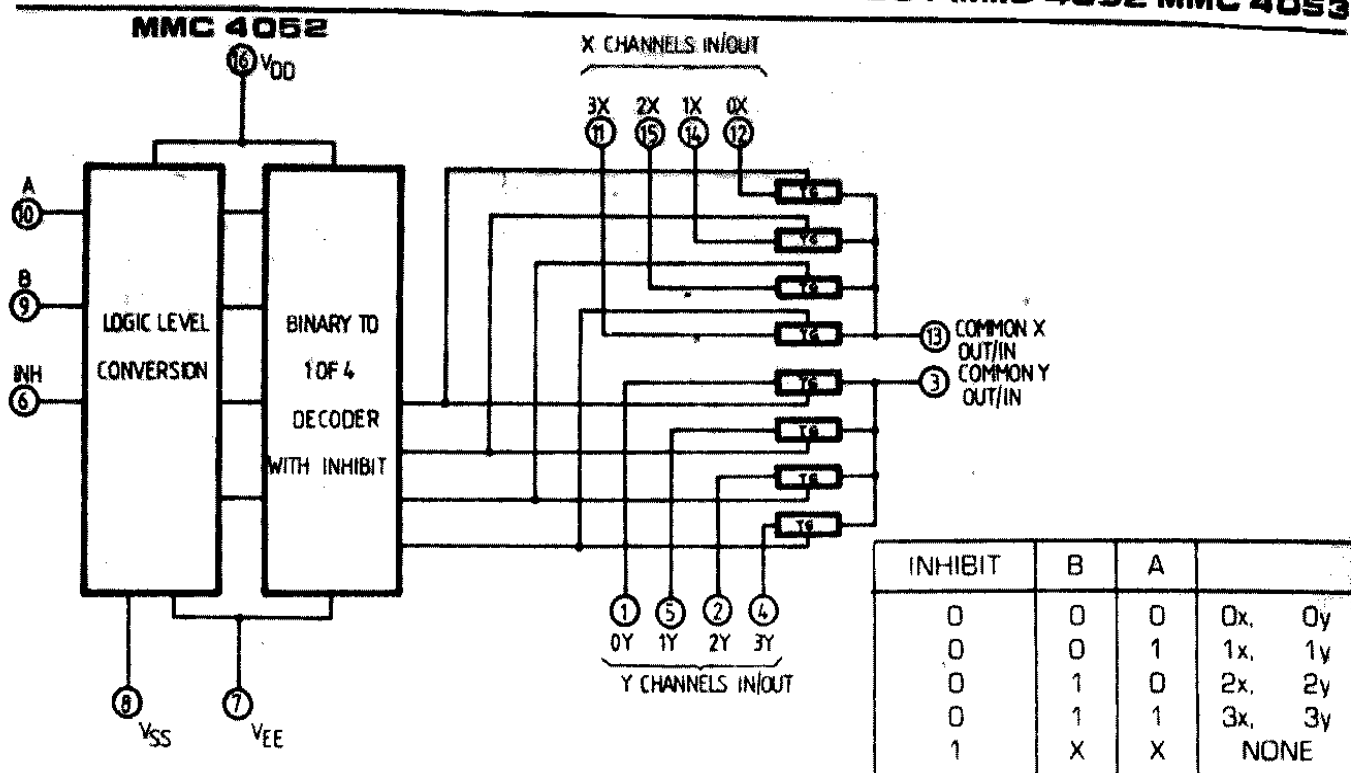 MMC 4052 MMC 4053
MMC 4052
16 VDD
X CHANNELS IN/OUT
3X 2X 1X 0X
11 15 14 12
A
10
B
9
INH
6
LOGIC LEVEL
CONVERSION
BINARY TO
1 OF 4
DECODER
WITH INHIBIT
TG
TG
TG
TG
TG
TG
TG
TG
13 COMMON X
OUT/IN
3 COMMON Y
OUT/IN
1 5 2 4
0Y 1Y 2Y 3Y
Y CHANNELS IN/OUT
8 VSS
7 VEE
INHIBIT B A
0 0 0 0x, 0y
0 0 1 1x, 1y
0 1 0 2x, 2y
0 1 1 3x, 3y
1 X X NONE